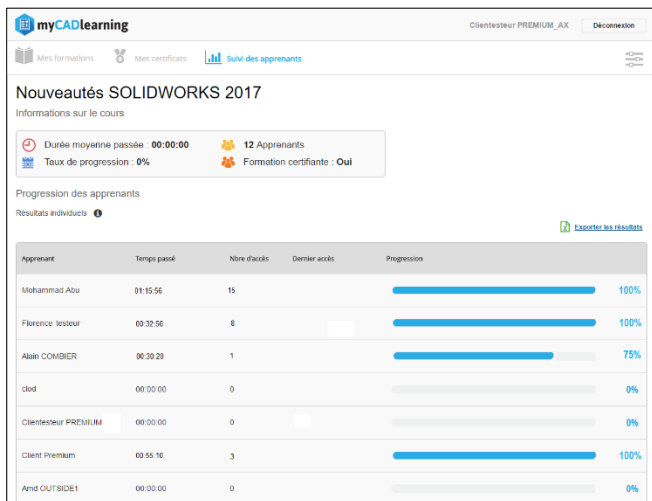 myCADlearning
Clientesteur PREMIUM_AX Déconnexion
Mes formations Mes certificats Suivi des apprenants
Nouveautés SOLIDWORKS 2017
Informations sur le cours
Durée moyenne passée : 00:00:00 12 Apprenants
Taux de progression : 0% Formation certifiante : Oui
Progression des apprenants
Résultats individuels
Exporter les résultats
Apprenant Temps passé Nbre d'accès Dernier accès Progression
Mohammad Abu 01:15:56 15 100%
Florence testeur 00:32:50 8 100%
Alain COMBIER 00:30:20 1 75%
clod 00:00:00 0 0%
Clientesteur PREMIUM 00:00:00 0 0%
Client Premium 00:55:10 3 100%
Amd OUTSIDE1 00:00:00 0 0%